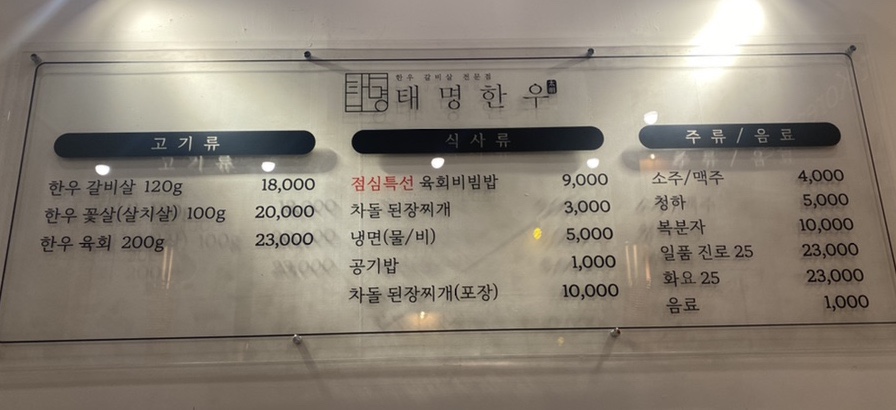 한우 갈비살 전문점
태명한우
고기류
한우 갈비살 120g 18,000
한우 꽃살(살치살) 100g 20,000
한우 육회 200g 23,000
식사류
점심특선 육회비빔밥 9,000
차돌 된장찌개 3,000
냉면(물/비) 5,000
공기밥 1,000
차돌 된장찌개(포장) 10,000
주류/음료
소주/맥주 4,000
청하 5,000
복분자 10,000
일품 진로 25 23,000
화요 25 23,000
음료 1,000